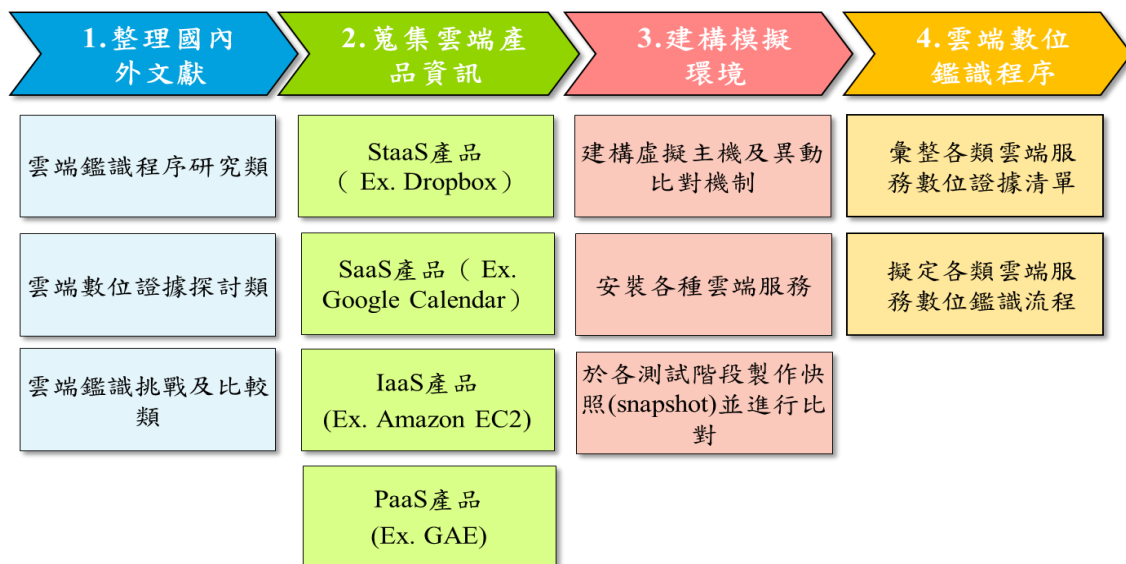 1.整理國內
外文獻
2.蒐集雲端產
品資訊
3.建構模擬
環境
4.雲端數位
鑑識程序
雲端鑑識程序研究類
雲端數位證據探討類
雲端鑑識挑戰及比較
類
StaaS產品
( Ex. Dropbox)
SaaS產品( Ex.
Google Calendar)
IaaS產品
(Ex. Amazon EC2)
PaaS產品
(Ex. GAE)
建構虛擬主機及異動
比對機制
安裝各種雲端服務
於各測試階段製作快
照(snapshot)並進行比
對
彙整各類雲端服
務數位證據清單
擬定各類雲端服
務數位鑑識流程